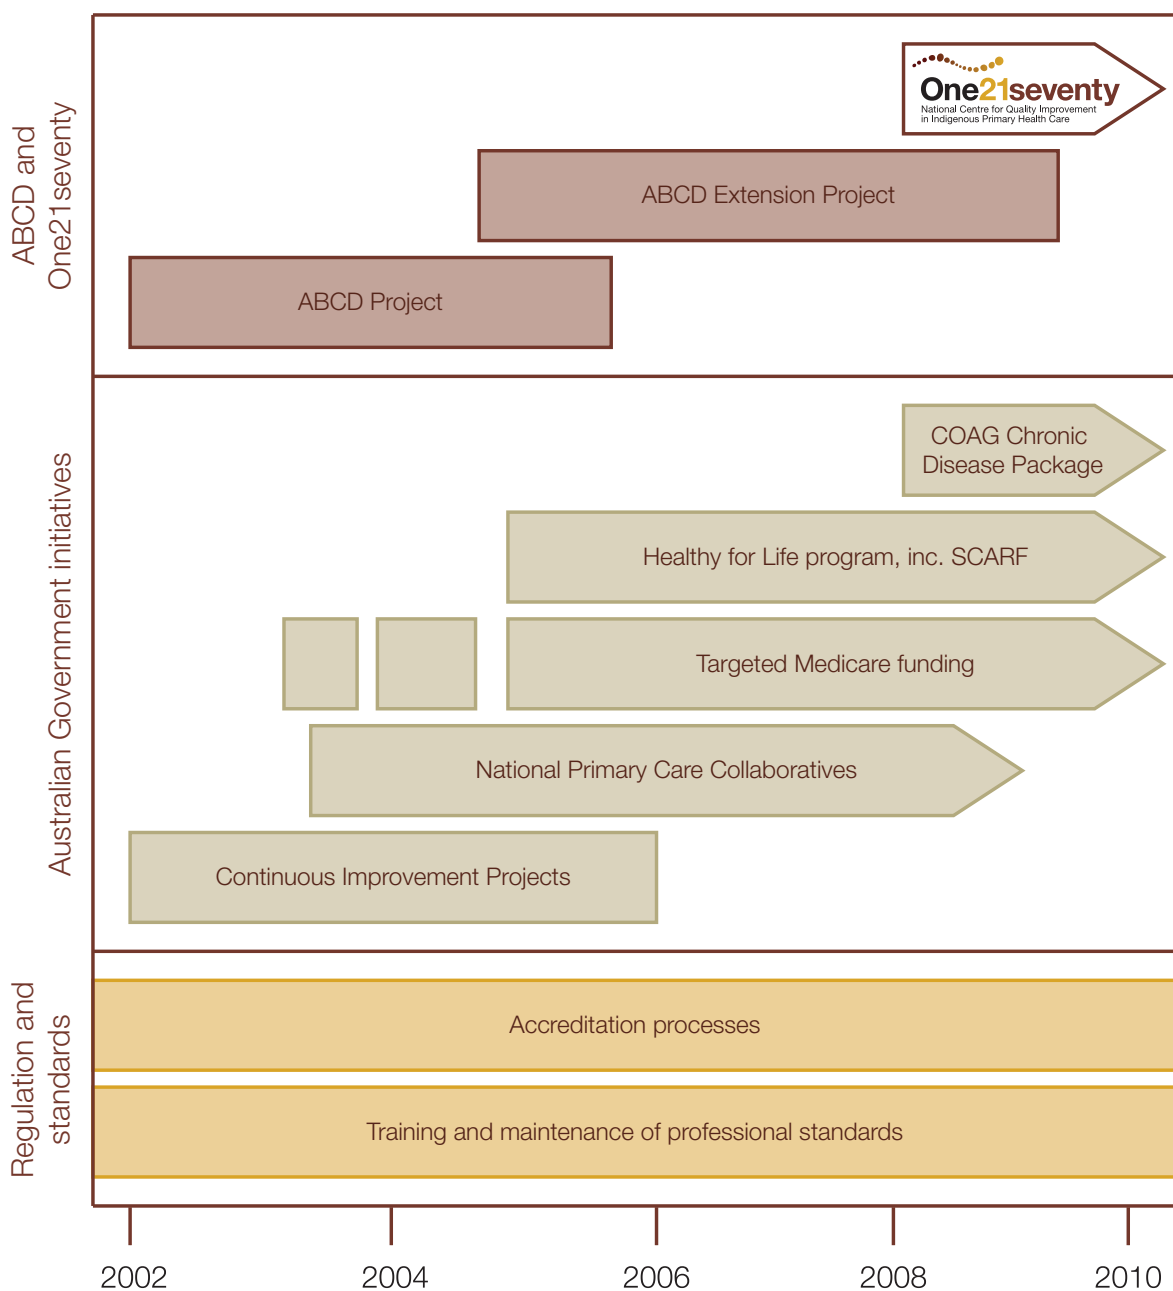 ABCD and
One21seventy
One21seventy
National Centre for Quality Improvement
in Indigenous Primary Health Care
ABCD Extension Project
ABCD Project
Australian Government initiatives
COAG Chronic
Disease Package
Healthy for Life program, inc. SCARF
Targeted Medicare funding
National Primary Care Collaboratives
Continuous Improvement Projects
Regulation and
standards
Accreditation processes
Training and maintenance of professional standards
2002 2004 2006 2008 2010